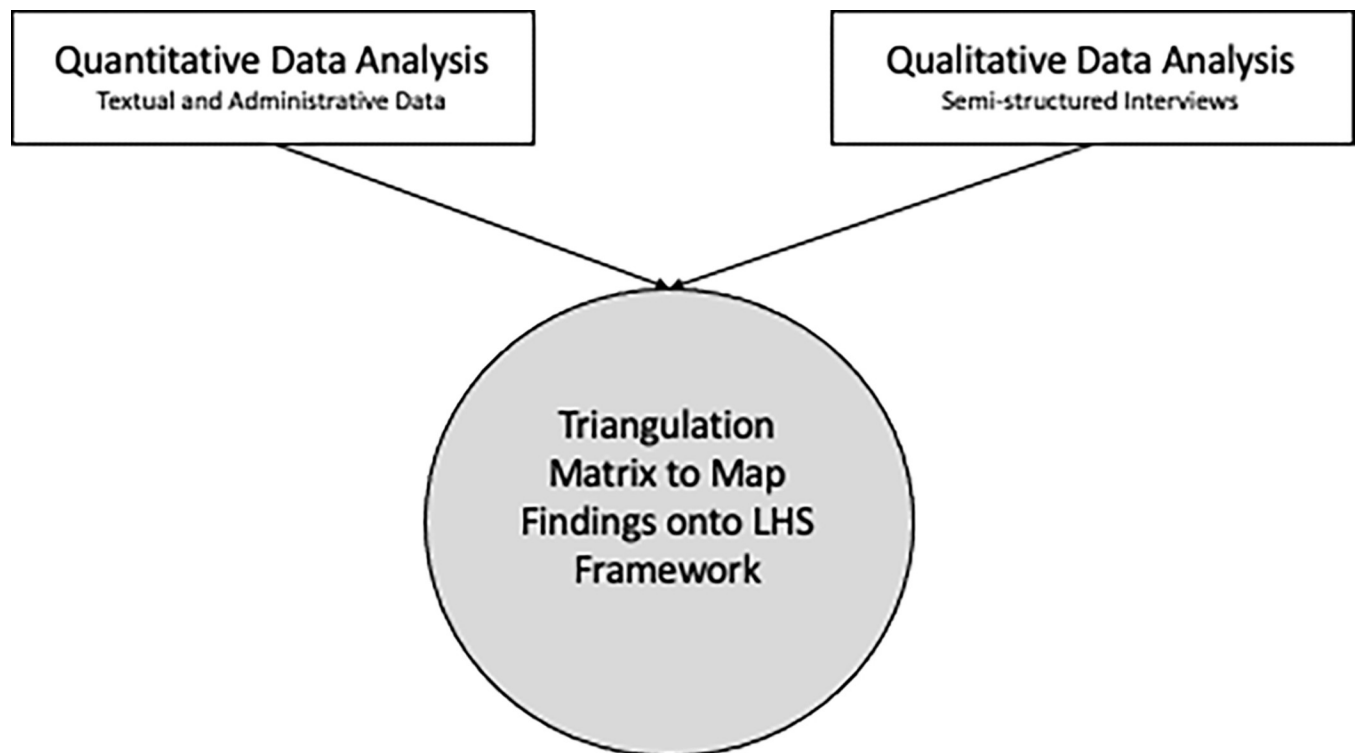 Quantitative Data Analysis
Textual and Administrative Data
Qualitative Data Analysis
Semi-structured Interviews
Triangulation
Matrix to Map
Findings onto LHS
Framework